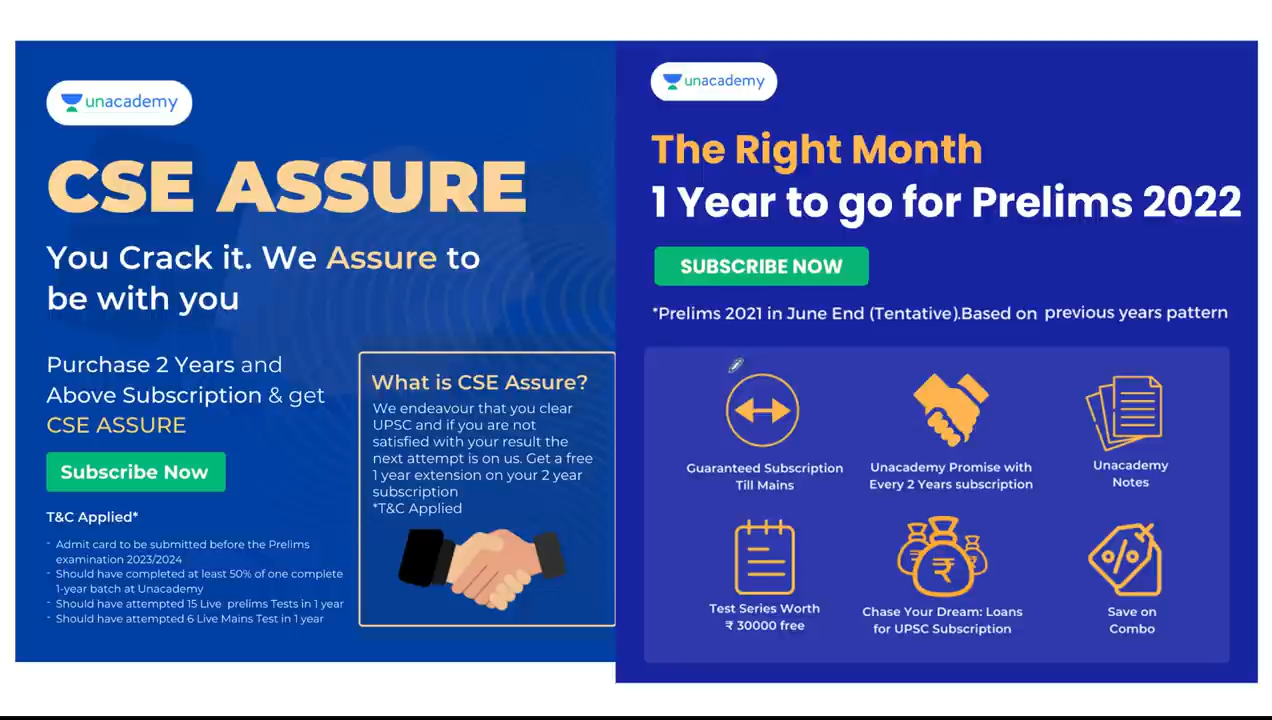 unacademy
CSE ASSURE
You Crack it. We Assure to
be with you
Purchase 2 Years and
Above Subscription & get
CSE ASSURE
Subscribe Now
T&C Applied*
- Admit card to be submitted before the Prelims
examination 2023/2024
- Should have completed at least 50% of one complete
1-year batch at Unacademy
- Should have attempted 15 Live prelims Tests in 1 year
- Should have attempted 6 Live Mains Test in 1 year
What is CSE Assure?
We endeavour that you clear
UPSC and if you are not
satisfied with your result the
next attempt is on us. Get a free
1 year extension on your 2 year
subscription
*T&C Applied
unacademy
The Right Month
1 Year to go for Prelims 2022
SUBSCRIBE NOW
*Prelims 2021 in June End (Tentative).Based on previous years pattern
Guaranteed Subscription
Till Mains
Unacademy Promise with
Every 2 Years subscription
Unacademy
Notes
Test Series Worth
₹ 30000 free
Chase Your Dream: Loans
for UPSC Subscription
Save on
Combo